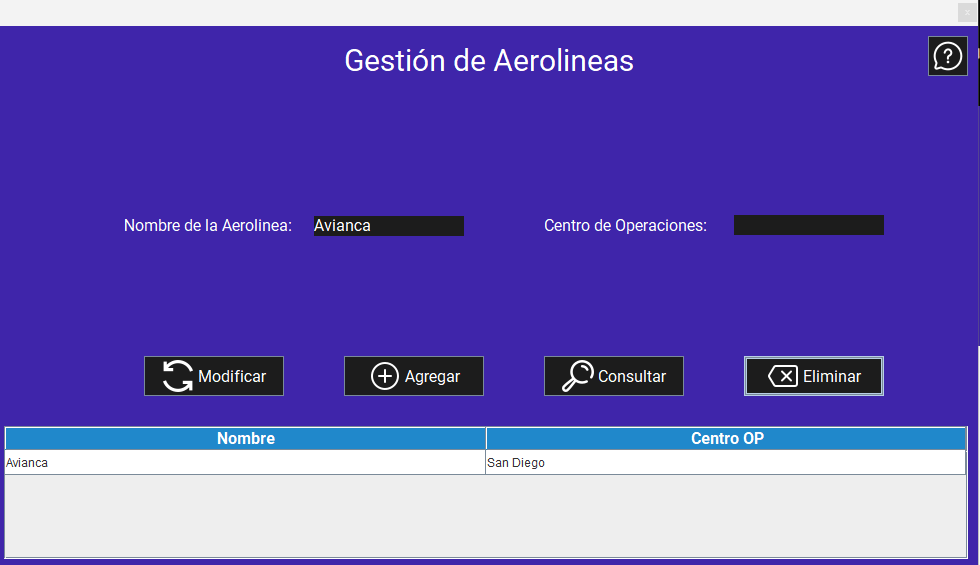 Gestión de Aerolineas
Nombre de la Aerolinea: Avianca Centro de Operaciones:
Modificar Agregar Consultar Eliminar
Nombre Centro OP
Avianca San Diego